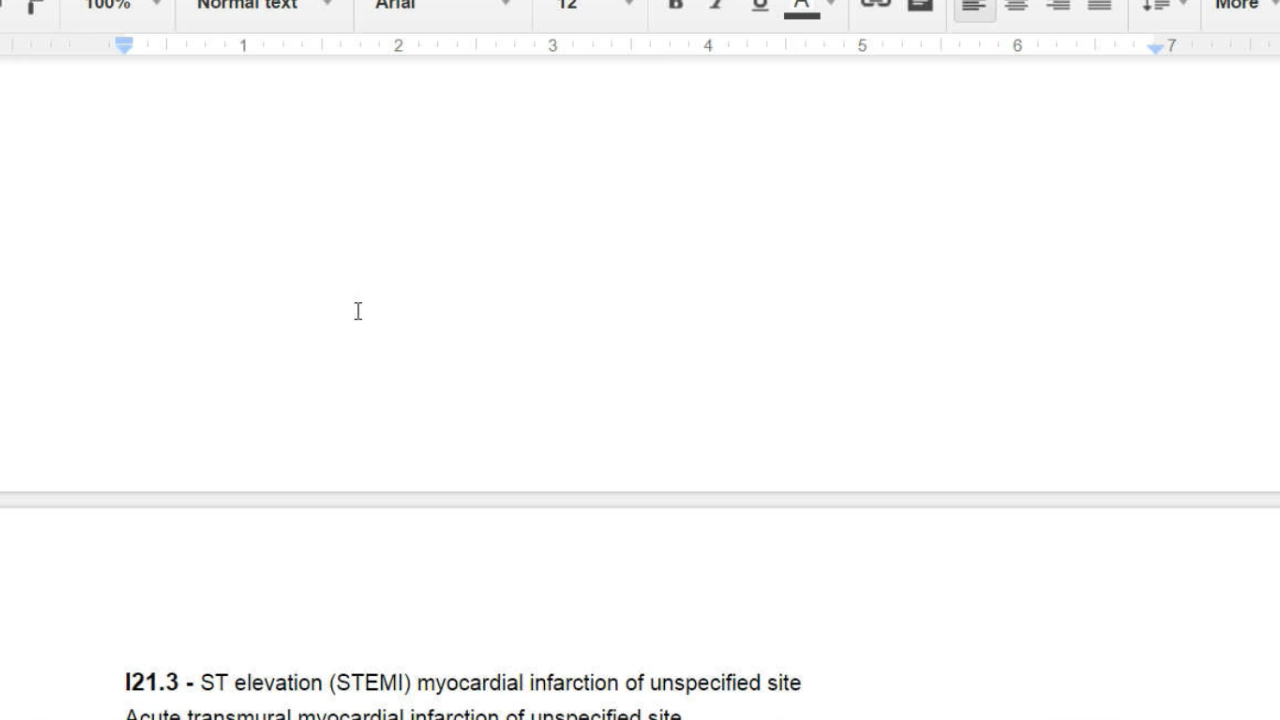 100% Normal text Arial 12 B I U A More
1 2 3 4 5 6 7
I21.3 - ST elevation (STEMI) myocardial infarction of unspecified site
Acute transmural myocardial infarction of unspecified site